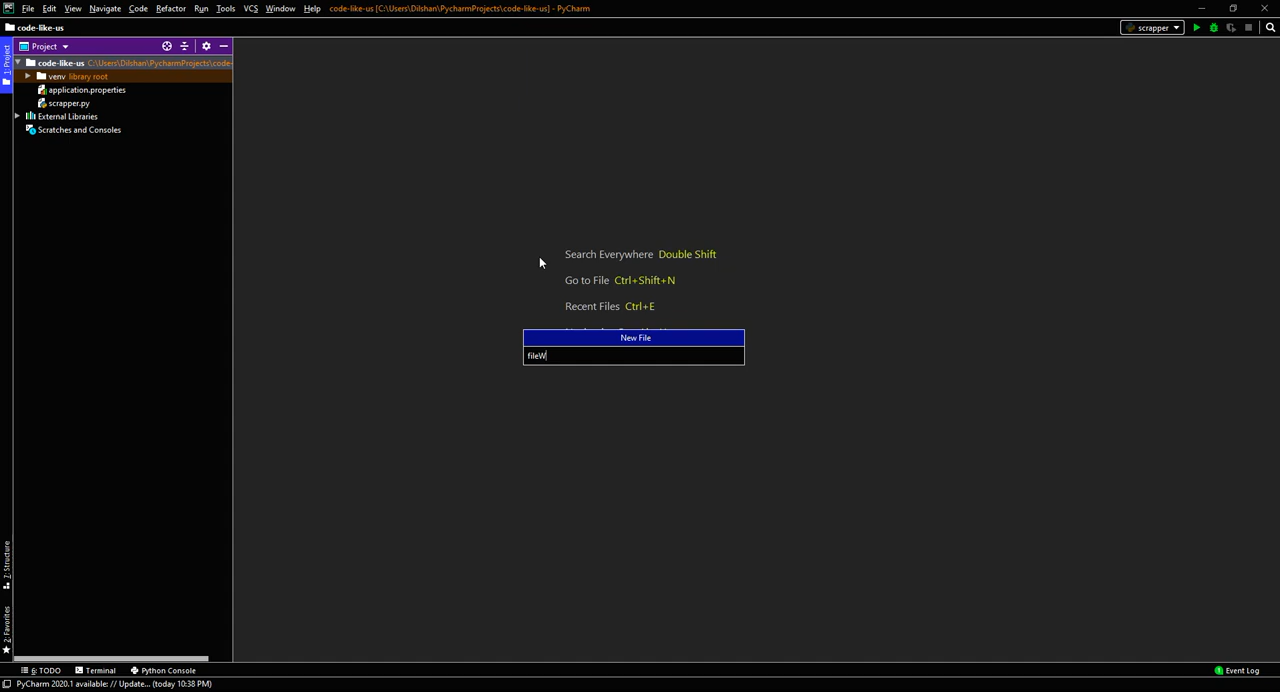 File Edit View Navigate Code Refactor Run Tools VCS Window Help code-like-us [C:\Users\Dilshan\PycharmProjects\code-like-us] - PyCharm
code-like-us
scrapper
1: Project
Project
code-like-us C:\Users\Dilshan\PycharmProjects\code-
venv library root
application.properties
scrapper.py
External Libraries
Scratches and Consoles
Search Everywhere Double Shift
Go to File Ctrl+Shift+N
Recent Files Ctrl+E
New File
fileW
7: Structure
2: Favorites
6: TODO Terminal Python Console
1 Event Log
PyCharm 2020.1 available: // Update... (today 10:38 PM)